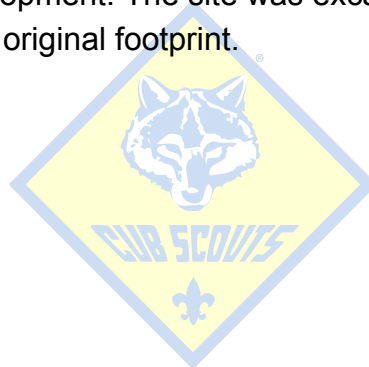 opment. The site was exca
original footprint.
®
CUB SCOUTS